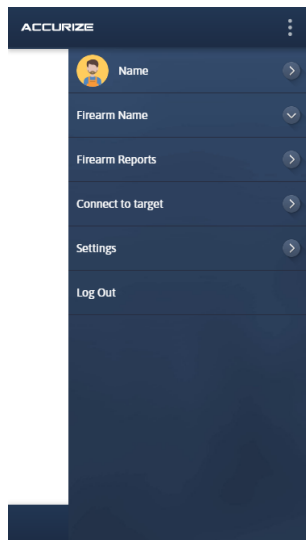 ACCURIZE
Name
Firearm Name
Firearm Reports
Connect to target
Settings
Log Out